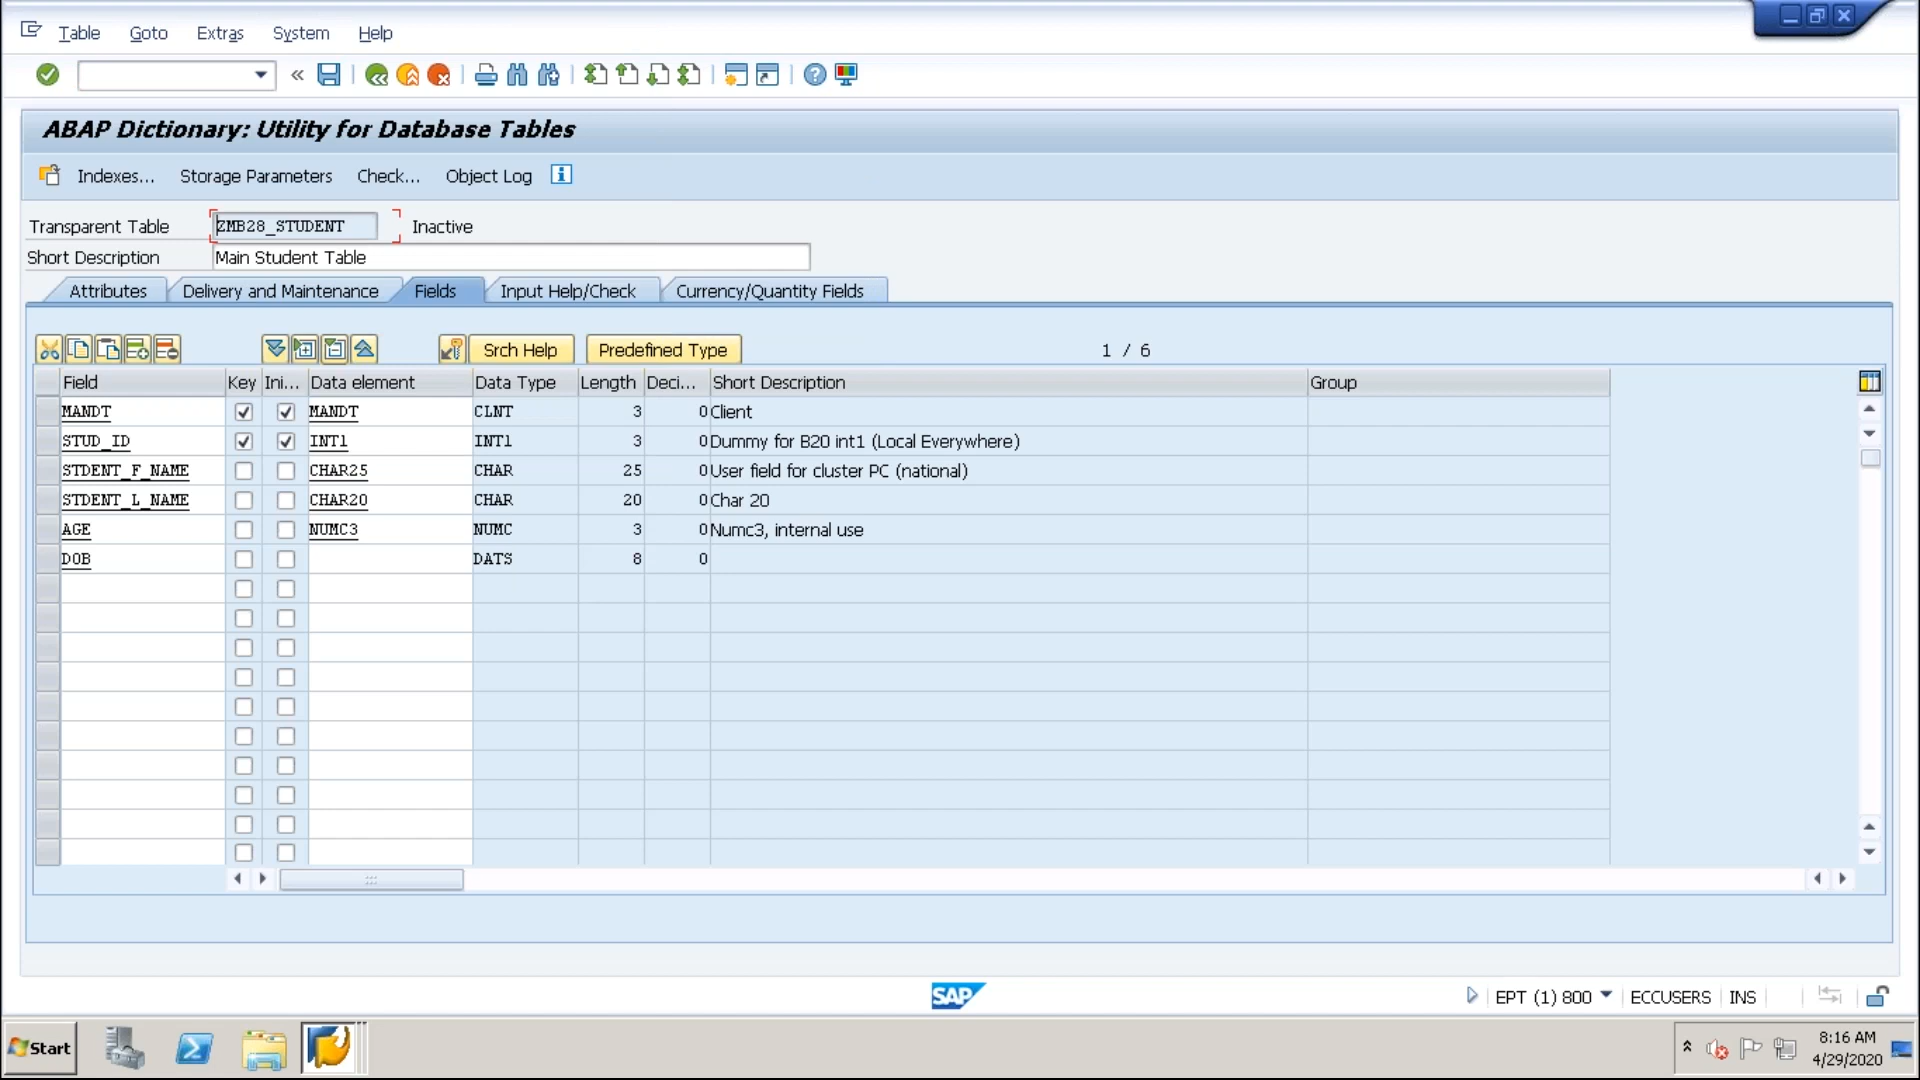 Table Goto Extras System Help
ABAP Dictionary: Utility for Database Tables
Indexes... Storage Parameters Check... Object Log
Transparent Table ZMB28_STUDENT Inactive
Short Description Main Student Table
Attributes Delivery and Maintenance Fields Input Help/Check Currency/Quantity Fields
Srch Help Predefined Type 1 / 6
Field Key Ini... Data element Data Type Length Deci... Short Description Group
MANDT MANDT CLNT 3 0 Client
STUD_ID INT1 INT1 3 0 Dummy for B20 int1 (Local Everywhere)
STDENT_F_NAME CHAR25 CHAR 25 0 User field for cluster PC (national)
STDENT_L_NAME CHAR20 CHAR 20 0 Char 20
AGE NUMC3 NUMC 3 0 Numc3, internal use
DOB DATS 8 0
SAP EPT (1) 800 ECCUSERS INS
Start 8:16 AM
4/29/2020